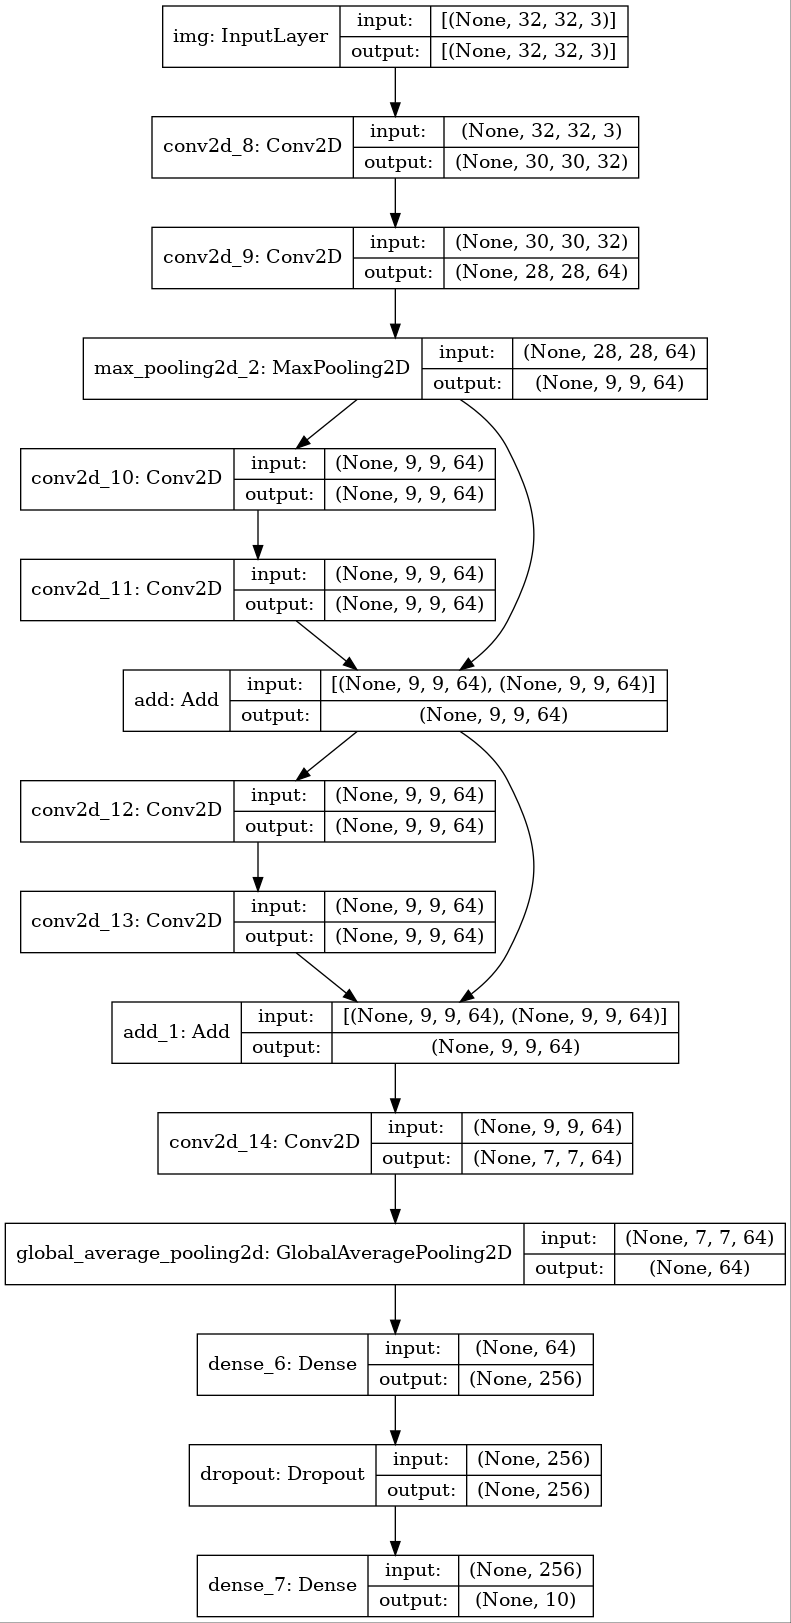 img: InputLayer
input: [(None, 32, 32, 3)]
output: [(None, 32, 32, 3)]
conv2d_8: Conv2D
input: (None, 32, 32, 3)
output: (None, 30, 30, 32)
conv2d_9: Conv2D
input: (None, 30, 30, 32)
output: (None, 28, 28, 64)
max_pooling2d_2: MaxPooling2D
input: (None, 28, 28, 64)
output: (None, 9, 9, 64)
conv2d_10: Conv2D
input: (None, 9, 9, 64)
output: (None, 9, 9, 64)
conv2d_11: Conv2D
input: (None, 9, 9, 64)
output: (None, 9, 9, 64)
add: Add
input: [(None, 9, 9, 64), (None, 9, 9, 64)]
output: (None, 9, 9, 64)
conv2d_12: Conv2D
input: (None, 9, 9, 64)
output: (None, 9, 9, 64)
conv2d_13: Conv2D
input: (None, 9, 9, 64)
output: (None, 9, 9, 64)
add_1: Add
input: [(None, 9, 9, 64), (None, 9, 9, 64)]
output: (None, 9, 9, 64)
conv2d_14: Conv2D
input: (None, 9, 9, 64)
output: (None, 7, 7, 64)
global_average_pooling2d: GlobalAveragePooling2D
input: (None, 7, 7, 64)
output: (None, 64)
dense_6: Dense
input: (None, 64)
output: (None, 256)
dropout: Dropout
input: (None, 256)
output: (None, 256)
dense_7: Dense
input: (None, 256)
output: (None, 10)